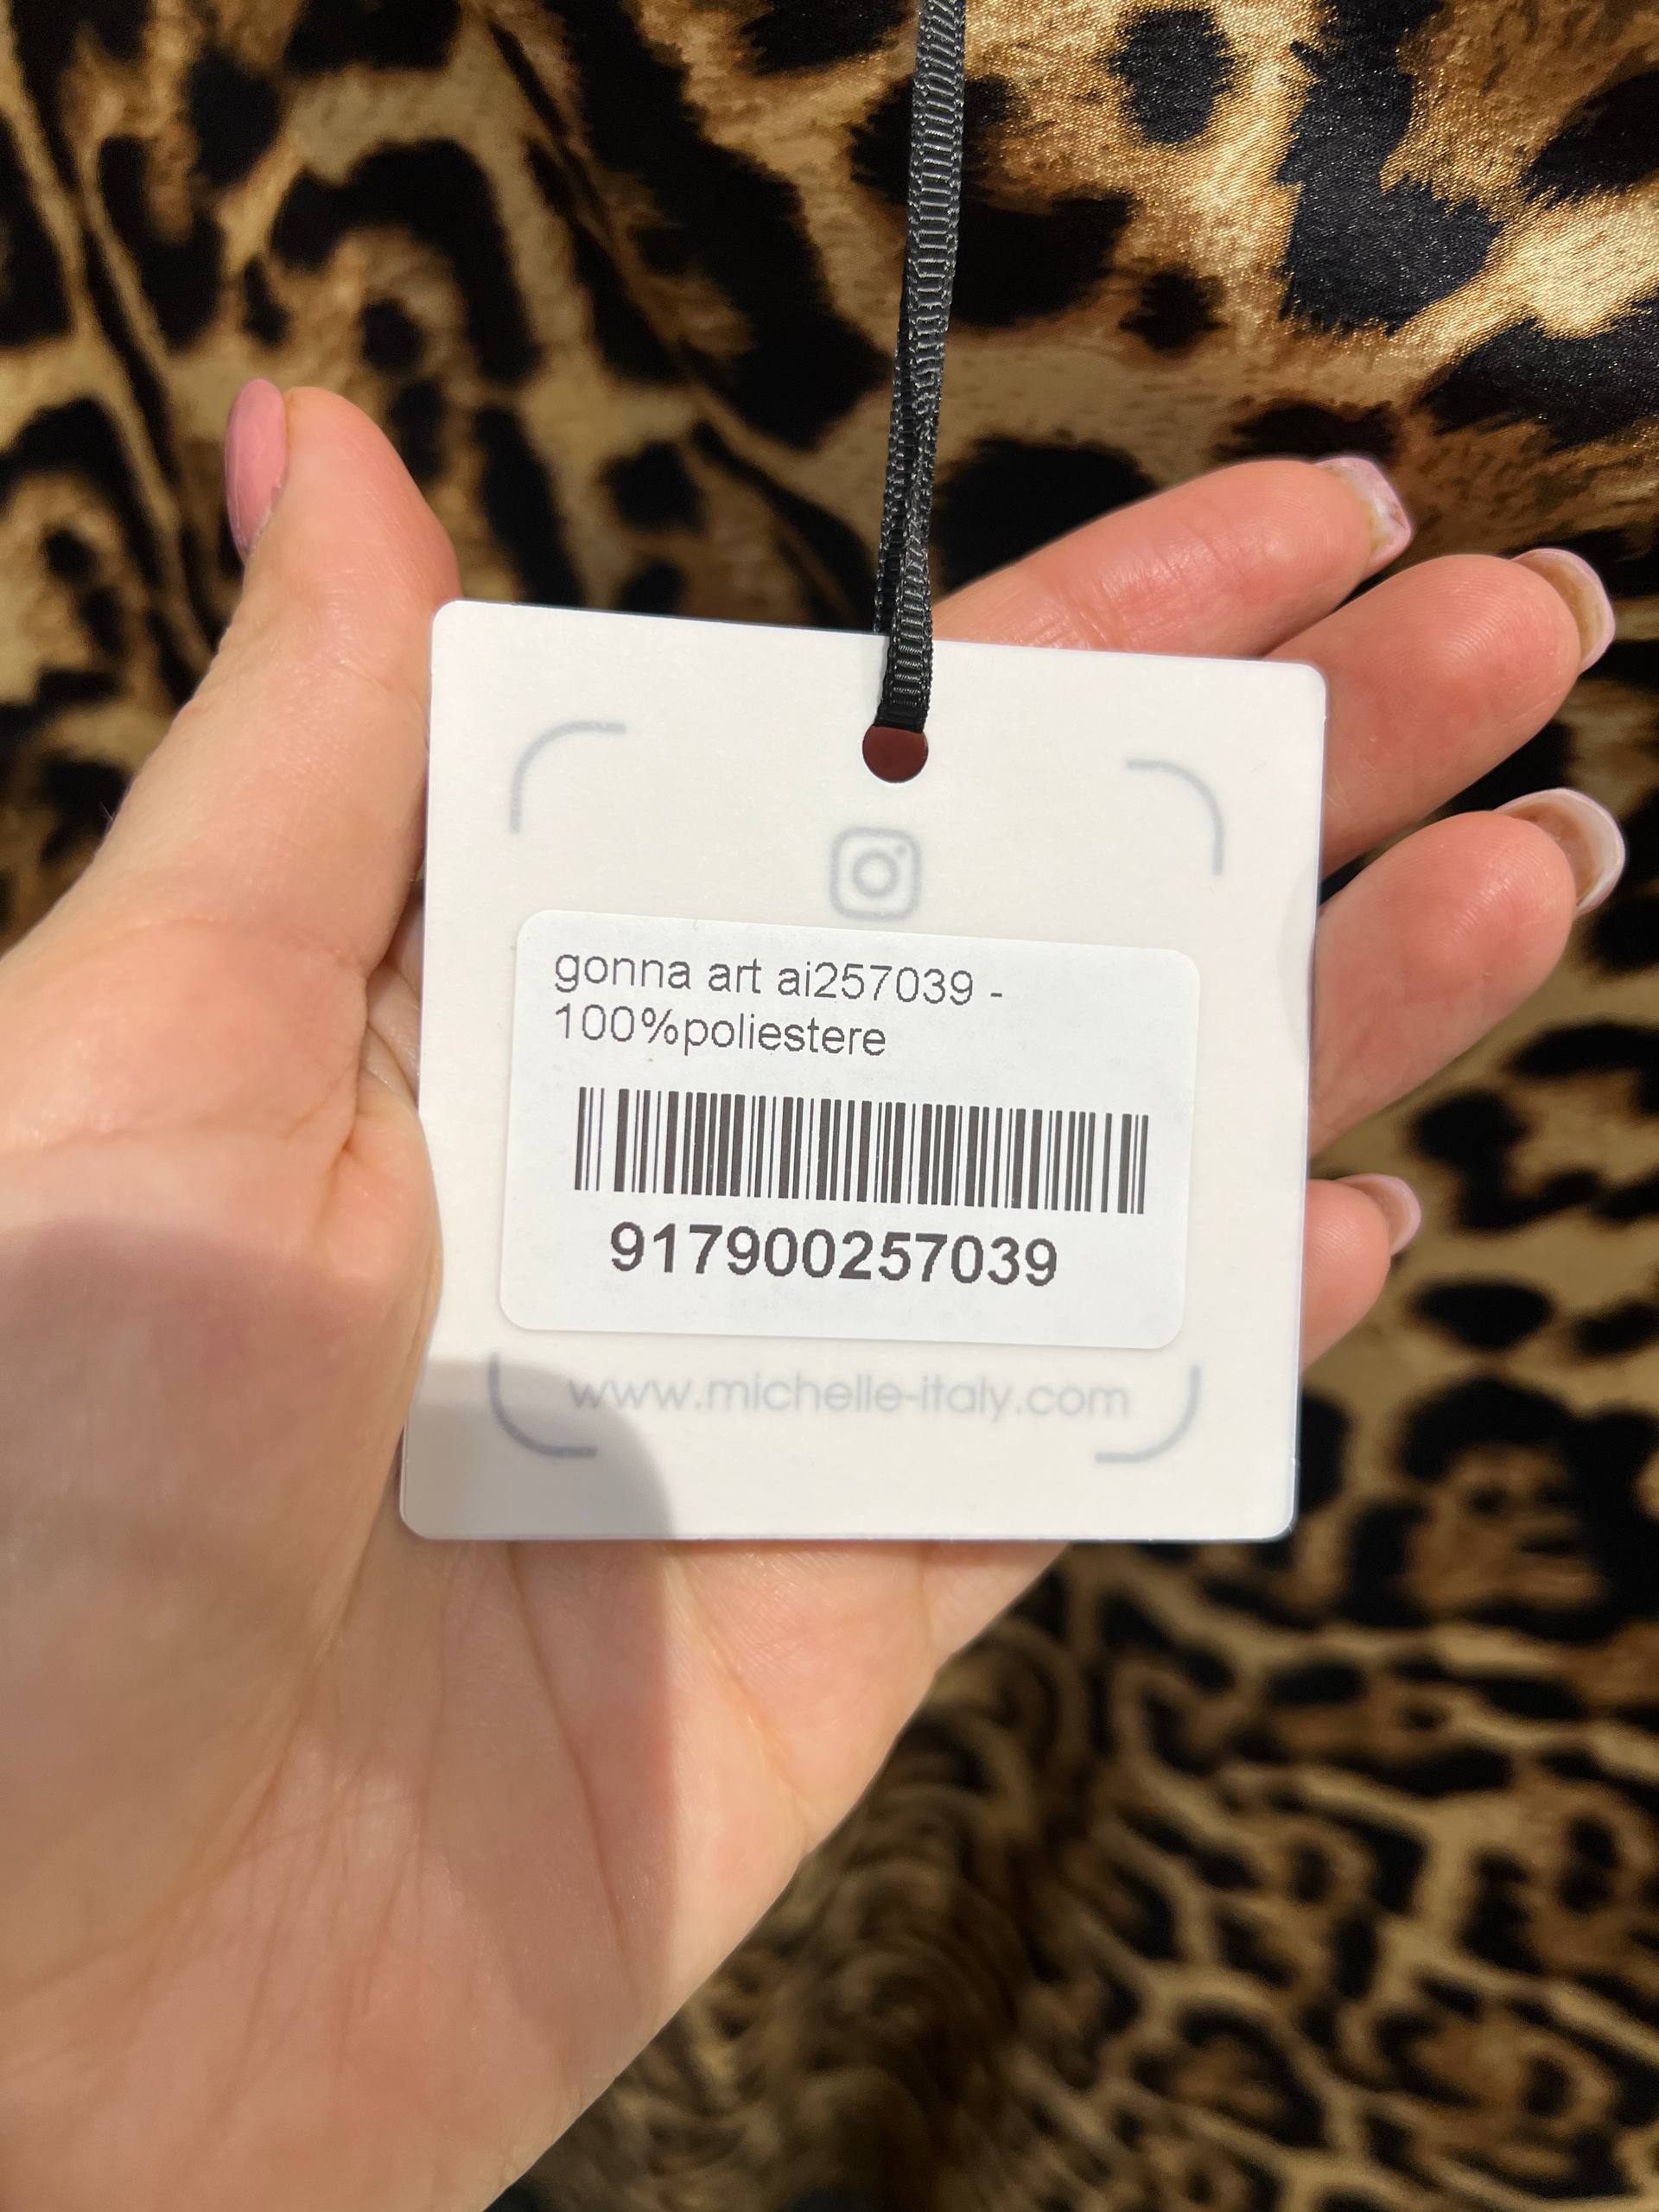 gonna art ai257039 -
100%poliestere
917900257039
www.michelle-italy.com